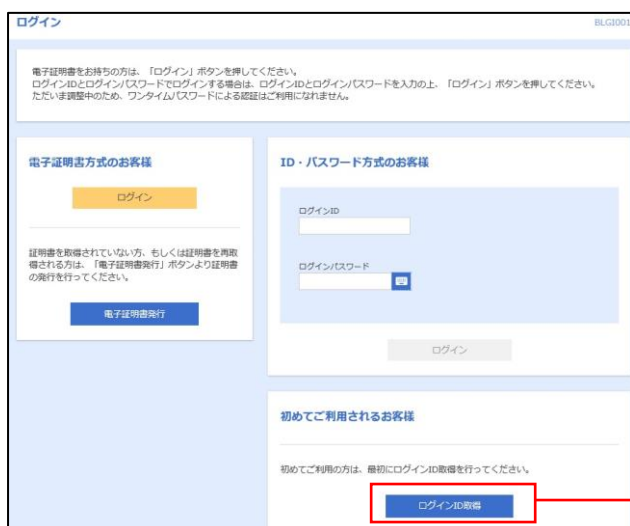 ログイン
BLGI001
電子証明書をお持ちの方は、「ログイン」ボタンを押してください。
ログインIDとログインパスワードでログインする場合は、ログインIDとログインパスワードを入力の上、「ログイン」ボタンを押してください。
ただいま調整中のため、ワンタイムパスワードによる認証はご利用になれません。
電子証明書方式のお客様
ログイン
証明書を取得されていない方、もしくは証明書を再取
得される方は、「電子証明書発行」ボタンより証明書
の発行を行ってください。
電子証明書発行
ID・パスワード方式のお客様
ログインID
ログインパスワード
ログイン
初めてご利用されるお客様
初めてご利用の方は、最初にログインID取得を行ってください。
ログインID取得